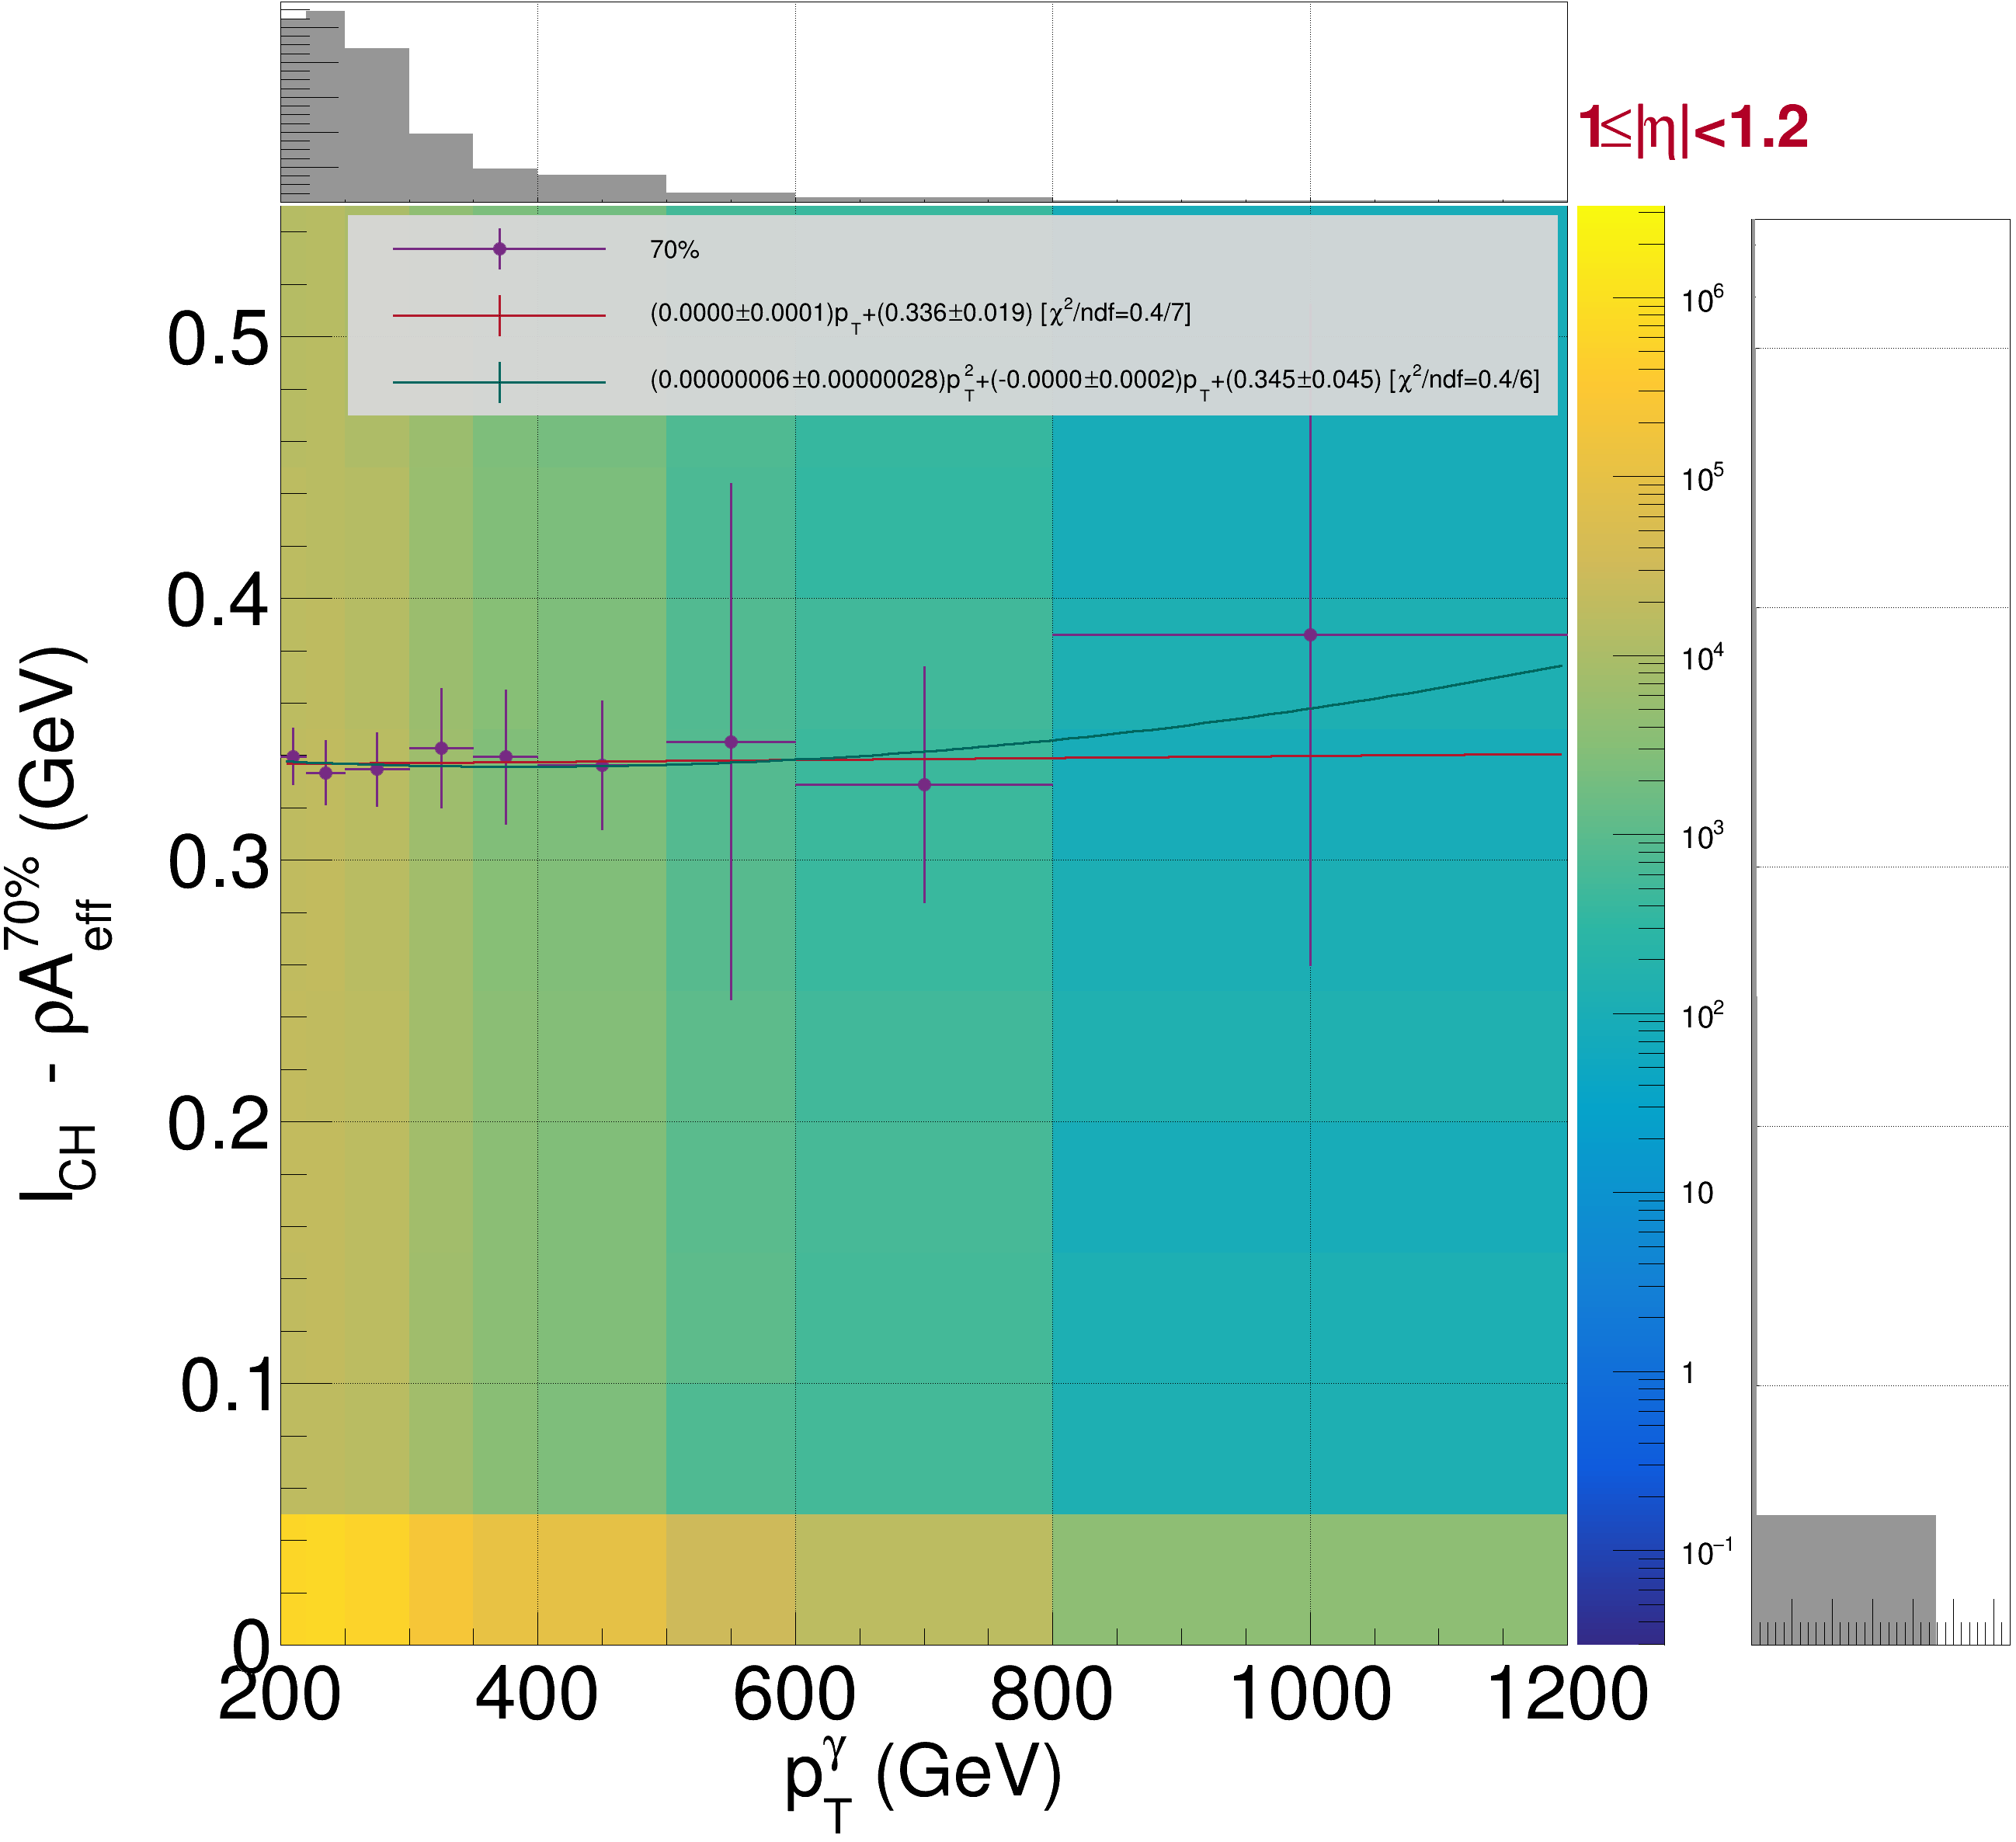 1≤|η|<1.2
70%
(0.0000±0.0001)p_T+(0.336±0.019) [χ²/ndf=0.4/7]
(0.00000006±0.00000028)p_T²+(-0.0000±0.0002)p_T+(0.345±0.045) [χ²/ndf=0.4/6]
I_CH - ρA_eff^70% (GeV)
0.5
0.4
0.3
0.2
0.1
0
200 400 600 800 1000 1200
p_T^γ (GeV)
10⁶
10⁵
10⁴
10³
10²
10
1
10⁻¹